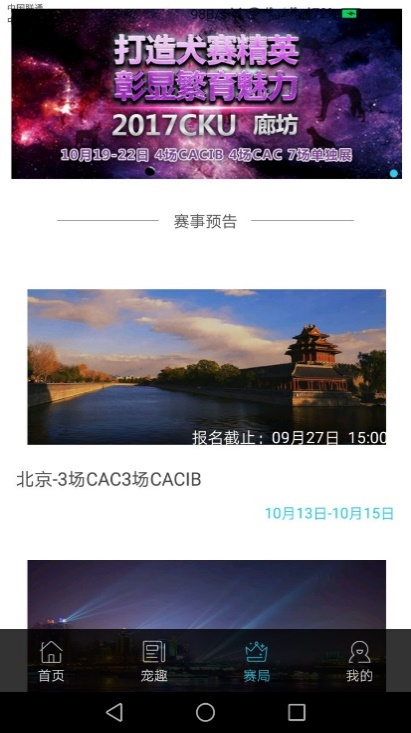 中国联通
打造犬赛精英
彰显繁育魅力
2017CKU 廊坊
10月19-22日 4场CACIB 4场CAC 7场单独展
赛事预告
报名截止：09月27日 15:00
北京-3场CAC3场CACIB
10月13日-10月15日
首页
宠趣
赛局
我的